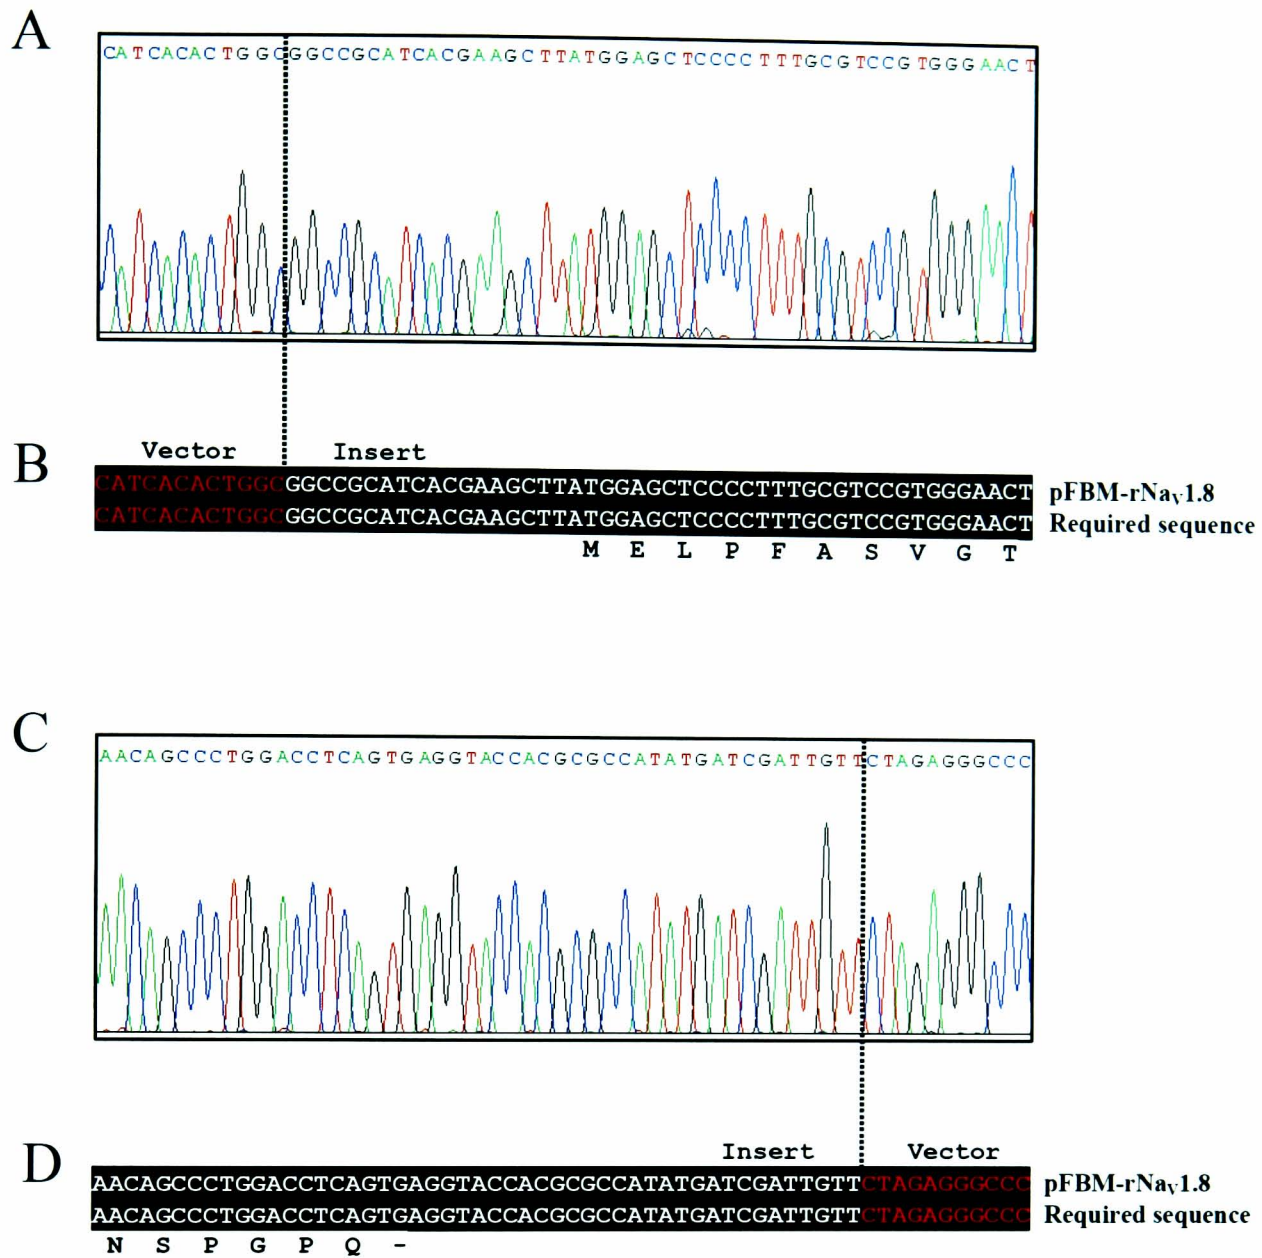 A
CATCACACTGGCGGCCGCATCACGAAGCTTATGGAGCTCCCCTTTGCGTCCGTGGGAACT
Vector Insert
B
CATCACACTGGCGGCCGCATCACGAAGCTTATGGAGCTCCCCTTTGCGTCCGTGGGAACT pFBM-rNaV1.8
CATCACACTGGCGGCCGCATCACGAAGCTTATGGAGCTCCCCTTTGCGTCCGTGGGAACT Required sequence
M E L P F A S V G T
C
AACAGCCCTGGACCTCAGTGAGGTACCACGCGCCATATGATCGATTGTTCTAGAGGGCCC
Insert Vector
D
AACAGCCCTGGACCTCAGTGAGGTACCACGCGCCATATGATCGATTGTTCTAGAGGGCCC pFBM-rNaV1.8
AACAGCCCTGGACCTCAGTGAGGTACCACGCGCCATATGATCGATTGTTCTAGAGGGCCC Required sequence
N S P G P Q -